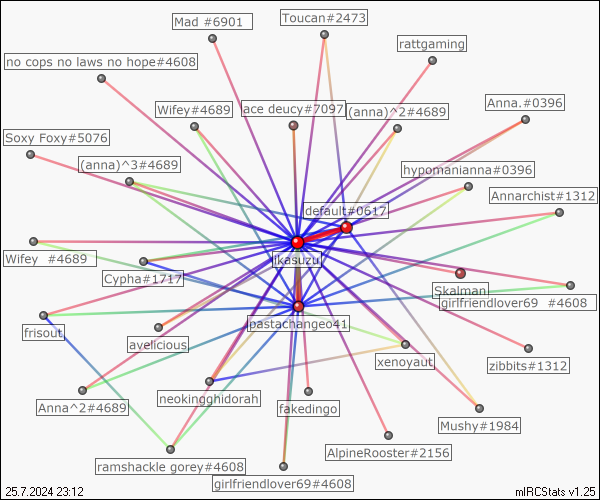 Mad #6901
Toucan#2473
rattgaming
no cops no laws no hope#4608
Wifey#4689
ace deucy#7097
(anna)^2#4689
Anna.#0396
Soxy Foxy#5076
(anna)^3#4689
hypomanianna#0396
Annarchist#1312
default#0617
Wifey  #4689
jkasuzu
Cypha#1717
Skalman
girlfriendlover69  #4608
frisout
pastachangeo41
avelicious
xenoyaut
zibbits#1312
Anna^2#4689
neokingghidorah
fakedingo
Mushy#1984
ramshackle gorey#4608
AlpineRooster#2156
girlfriendlover69#4608
25.7.2024 23:12
mIRCStats v1.25